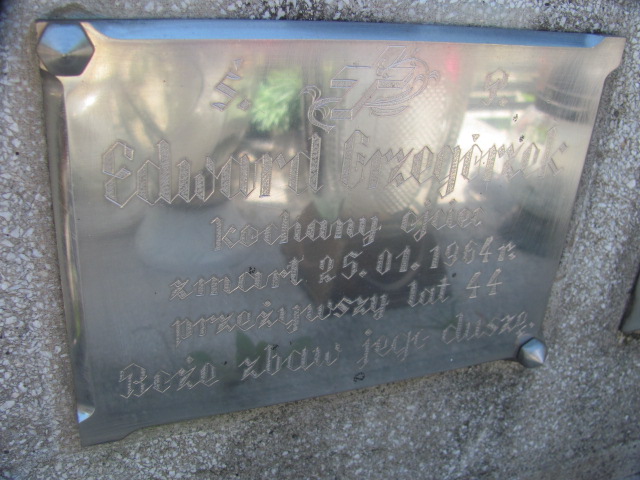 Ś P
Edward Grzegórzek
kochany ojciec
zmarł 25.01.1964 r.
przeżywszy lat 44
Boże zbaw jego duszę